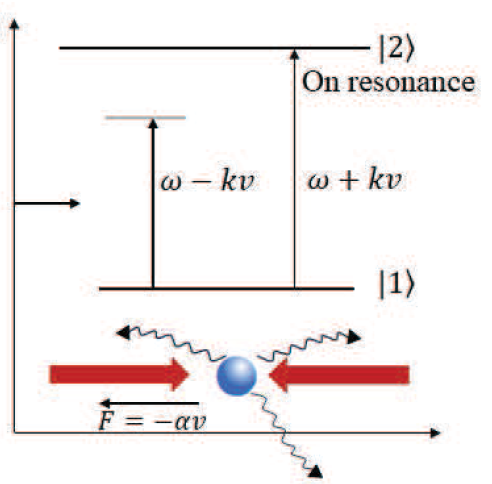 |2⟩
On resonance
ω − kv
ω + kv
|1⟩
F = −αv